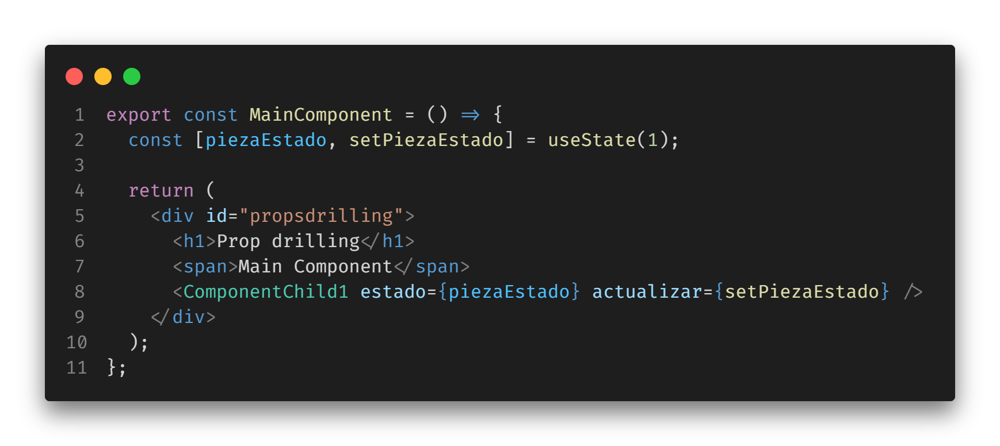 1 export const MainComponent = () => {
2   const [piezaEstado, setPiezaEstado] = useState(1);
3
4   return (
5     <div id="propsdrilling">
6       <h1>Prop drilling</h1>
7       <span>Main Component</span>
8       <ComponentChild1 estado={piezaEstado} actualizar={setPiezaEstado} />
9     </div>
10   );
11 };